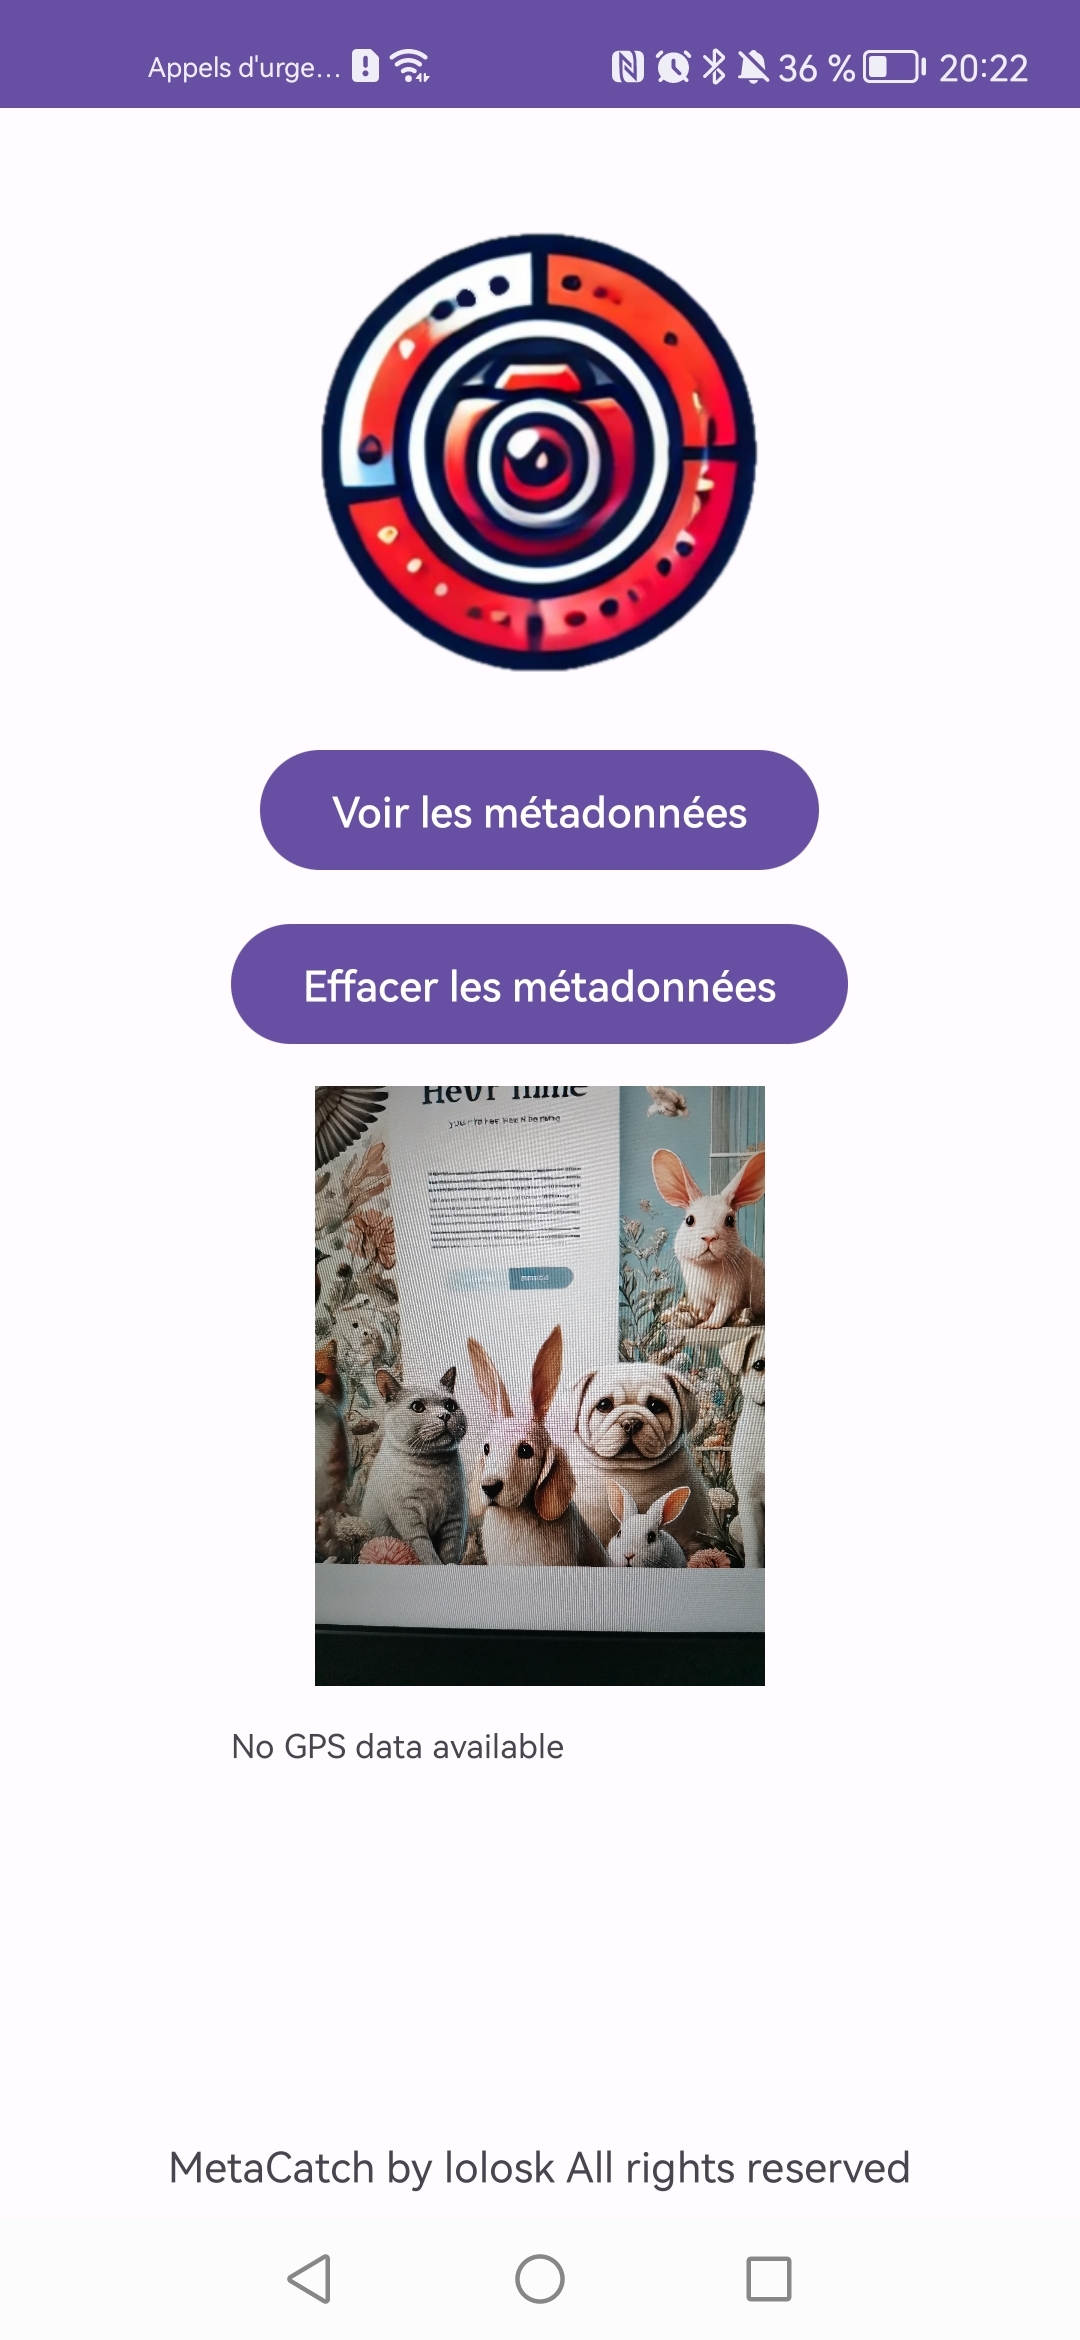 Appels d'urge...
36 % 20:22
Voir les métadonnées
Effacer les métadonnées
No GPS data available
MetaCatch by lolosk All rights reserved